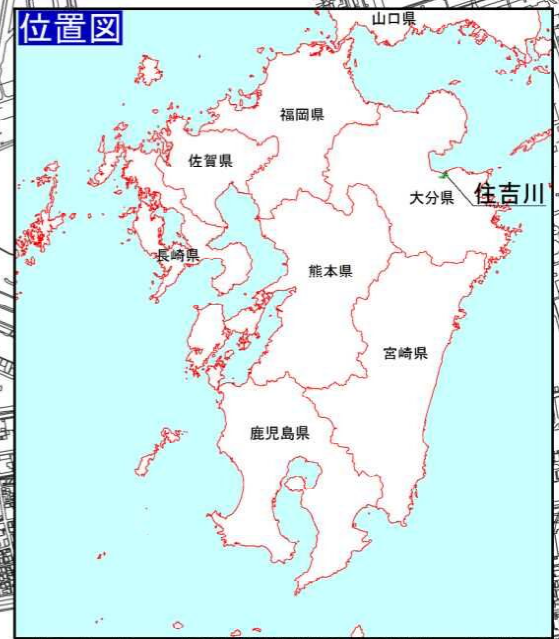 位置図
山口県
福岡県
佐賀県
大分県
住吉川
長崎県
熊本県
宮崎県
鹿児島県